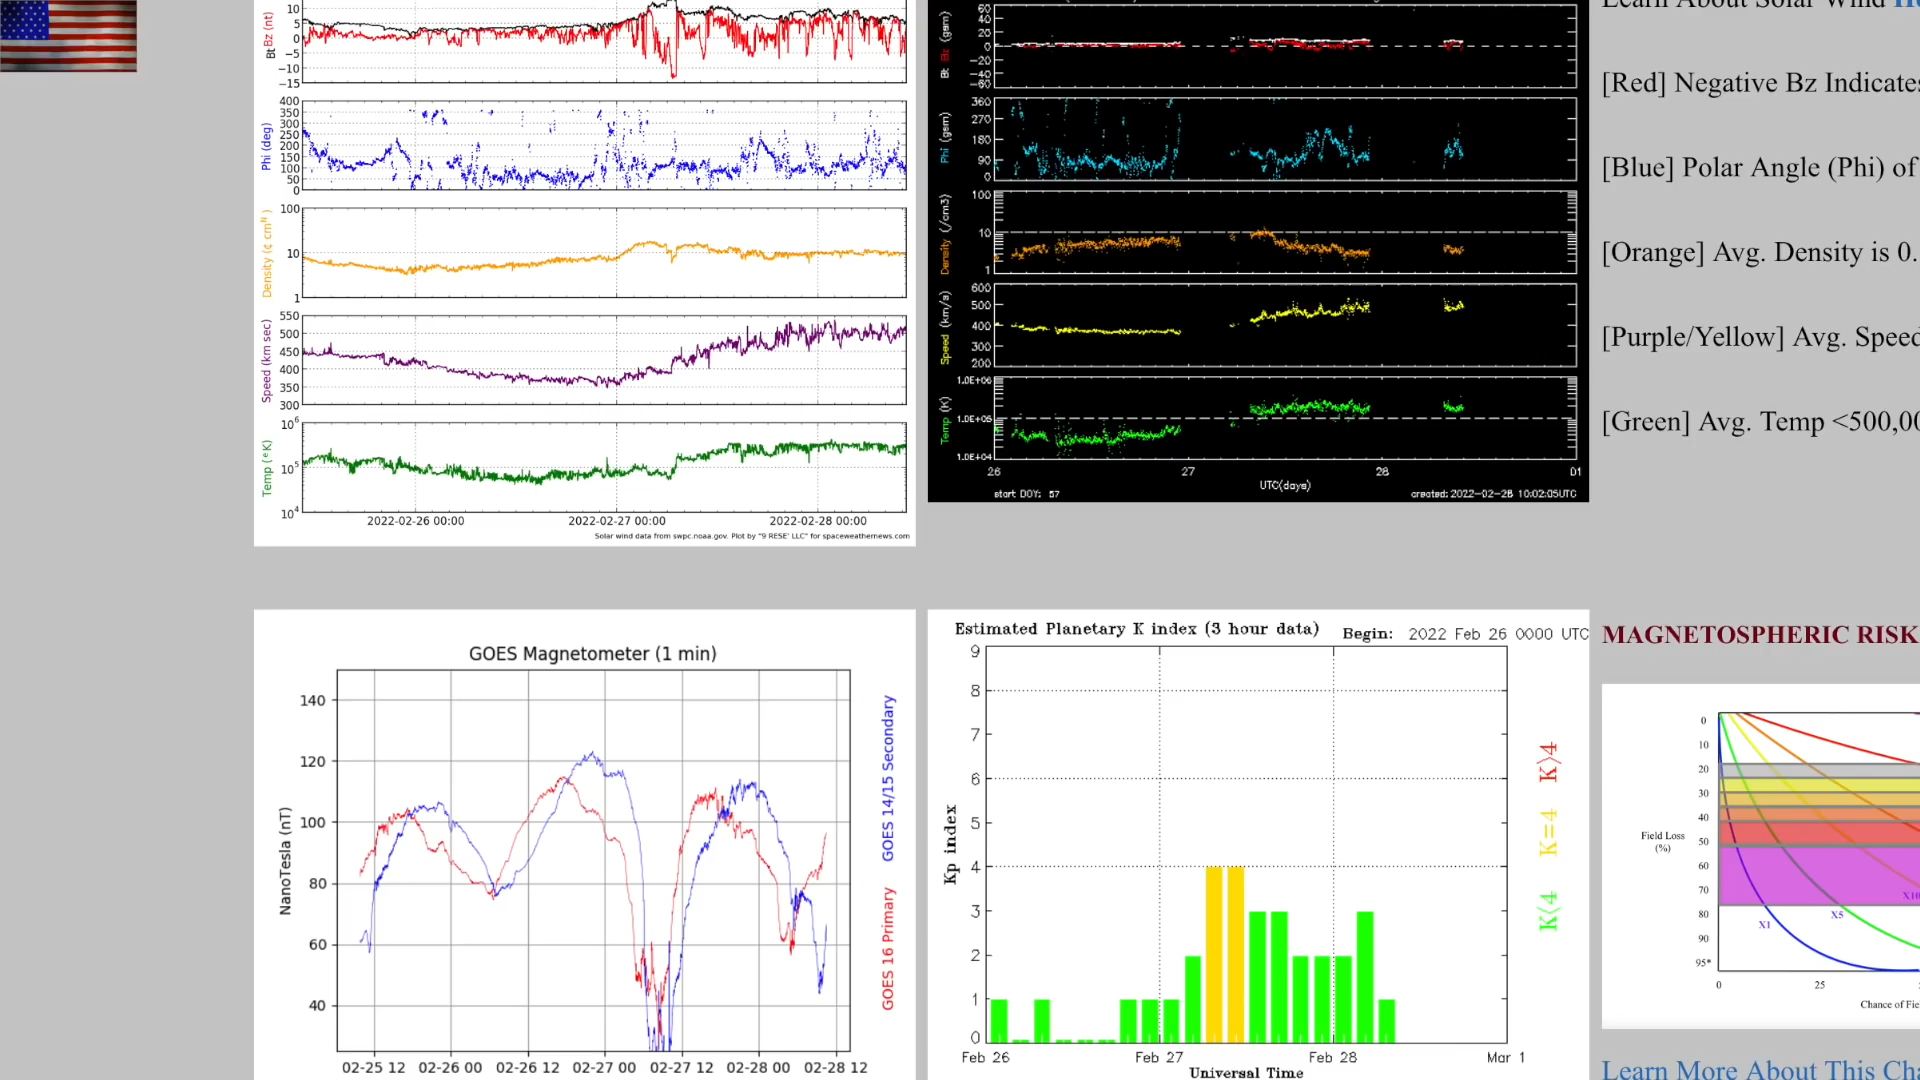 Learn About Solar Wind
10
5
0
−5
−10
−15
Bt Bz (nt)
400
350
300
250
200
150
100
50
0
Phi (deg)
100
10
1
550
500
450
400
350
300
Speed (km sec)
10^6
10^5
10^4
2022-02-26 00:00
2022-02-27 00:00
2022-02-28 00:00
Solar wind data from swpc.noaa.gov. Plot by "9 RESE' LLC" for spaceweathernews.com
60
40
20
0
−20
−40
−60
Bt Bz (gsm)
360
270
180
90
0
Phi (gsm)
100
10
1
Density (/cm3)
600
500
400
300
200
Speed (km/s)
1.0E+06
1.0E+05
1.0E+04
Temp (K)
26
27
28
01
UTC(days)
start DOY: 57
created: 2022-02-28 10:02:05UTC
[Red] Negative Bz Indicates
[Blue] Polar Angle (Phi) of
[Orange] Avg. Density is 0.
[Purple/Yellow] Avg. Speed
[Green] Avg. Temp <500,00
GOES Magnetometer (1 min)
140
120
100
80
60
40
NanoTesla (nT)
02-25 12
02-26 00
02-26 12
02-27 00
02-27 12
02-28 00
02-28 12
GOES 14/15 Secondary
GOES 16 Primary
Estimated Planetary K index (3 hour data)
Begin: 2022 Feb 26 0000 UTC
9
8
7
6
5
4
3
2
1
0
Kp index
Feb 26
Feb 27
Feb 28
Mar 1
Universal Time
K>4
K=4
K<4
MAGNETOSPHERIC RISK
0
10
20
30
40
50
60
70
80
90
95*
Field Loss
(%)
X1
X5
X10
0
25
Chance of Fie
Learn More About This Cha